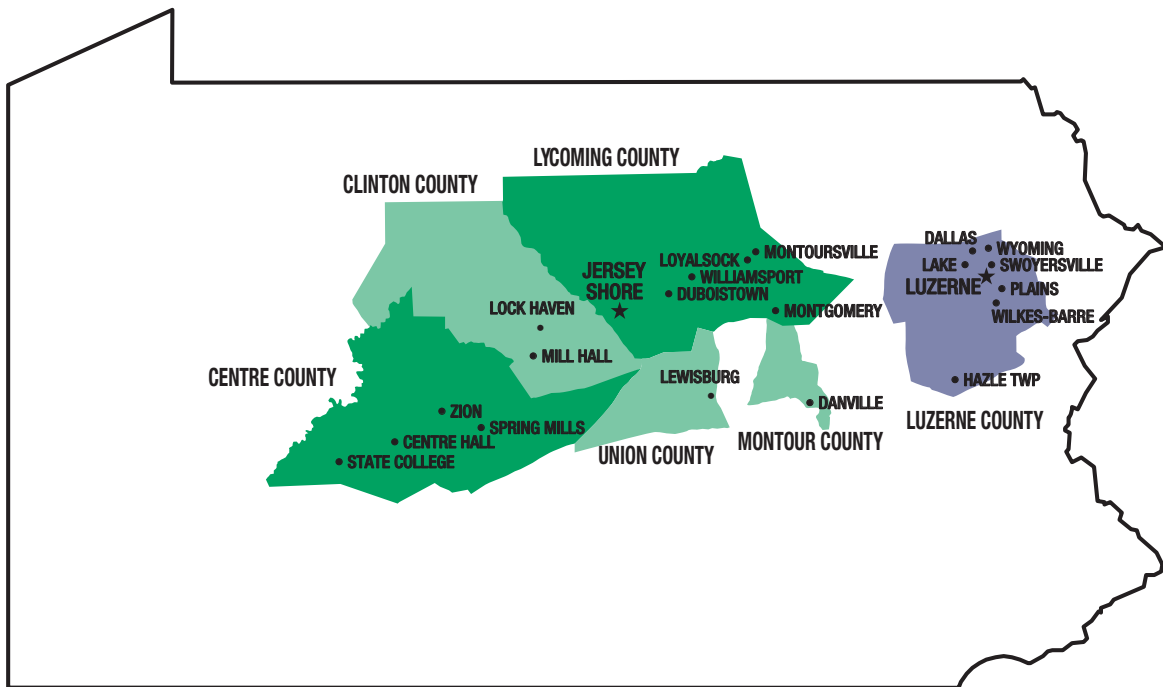 LYCOMING COUNTY
CLINTON COUNTY
JERSEY
SHORE
MONTOURSVILLE
LOYALSOCK
WILLIAMSPORT
DUBOISTOWN
MONTGOMERY
LOCK HAVEN
MILL HALL
CENTRE COUNTY
ZION
SPRING MILLS
CENTRE HALL
STATE COLLEGE
LEWISBURG
UNION COUNTY
DANVILLE
MONTOUR COUNTY
DALLAS
WYOMING
LAKE
SWOYERSVILLE
LUZERNE
PLAINS
WILKES-BARRE
HAZLE TWP
LUZERNE COUNTY